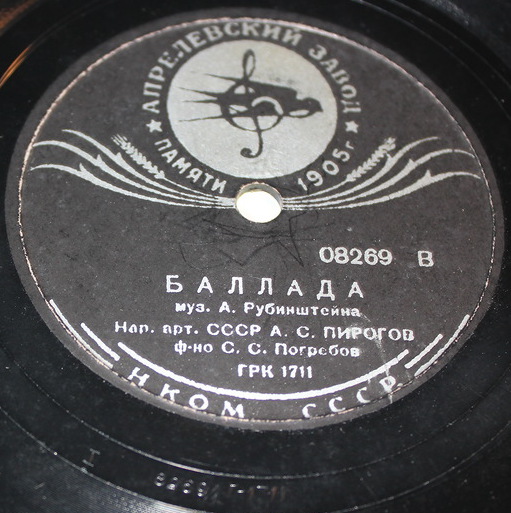 ★ АПРЕЛЕВСКИЙ ЗАВОД ★
ПАМЯТИ 1905г
08269 В
БАЛЛАДА
муз. А. Рубинштейна
Нар. арт. СССР А. С. ПИРОГОВ
ф-но С. С. Погребов
ГРК 1711
НКОМ СССР
I